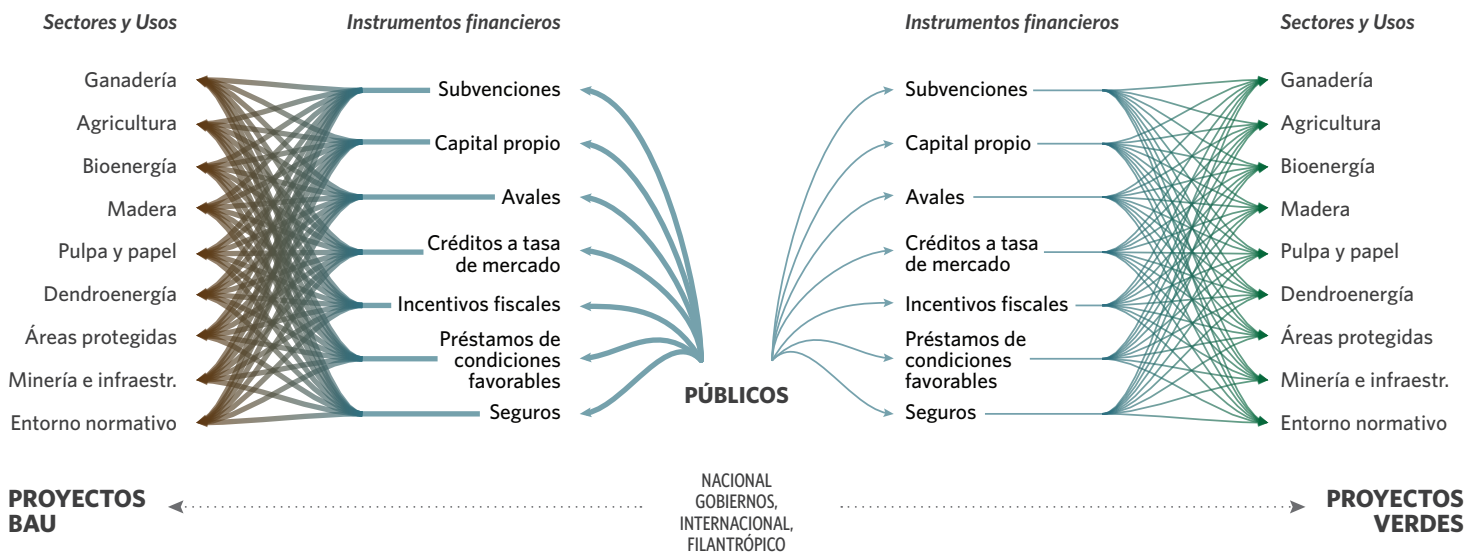 Sectores y Usos
Instrumentos financieros
Ganadería
Agricultura
Bioenergía
Madera
Pulpa y papel
Dendroenergía
Áreas protegidas
Minería e infraestr.
Entorno normativo
Subvenciones
Capital propio
Avales
Créditos a tasa
de mercado
Incentivos fiscales
Préstamos de
condiciones
favorables
Seguros
PÚBLICOS
Instrumentos financieros
Sectores y Usos
Subvenciones
Capital propio
Avales
Créditos a tasa
de mercado
Incentivos fiscales
Préstamos de
condiciones
favorables
Seguros
Ganadería
Agricultura
Bioenergía
Madera
Pulpa y papel
Dendroenergía
Áreas protegidas
Minería e infraestr.
Entorno normativo
PROYECTOS
BAU
NACIONAL
GOBIERNOS,
INTERNACIONAL,
FILANTRÓPICO
PROYECTOS
VERDES